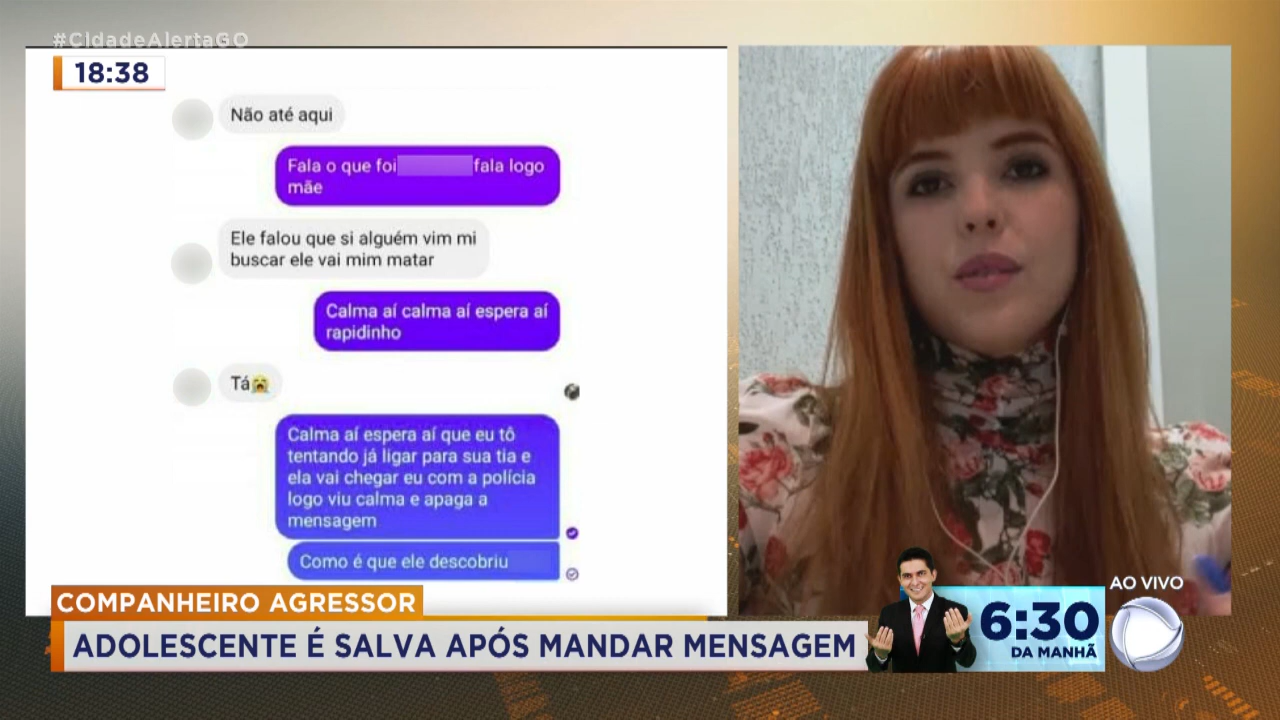 #CidadeAlertaGO
18:38
Não até aqui
Fala o que foi fala logo
mãe
Ele falou que si alguém vim mi
buscar ele vai mim matar
Calma aí calma aí espera aí
rapidinho
Tá😭
Calma aí espera aí que eu tô
tentando já ligar para sua tia e
ela vai chegar eu com a polícia
logo viu calma e apaga a
mensagem
Como é que ele descobriu
COMPANHEIRO AGRESSOR
ADOLESCENTE É SALVA APÓS MANDAR MENSAGEM
6:30
DA MANHÃ
AO VIVO